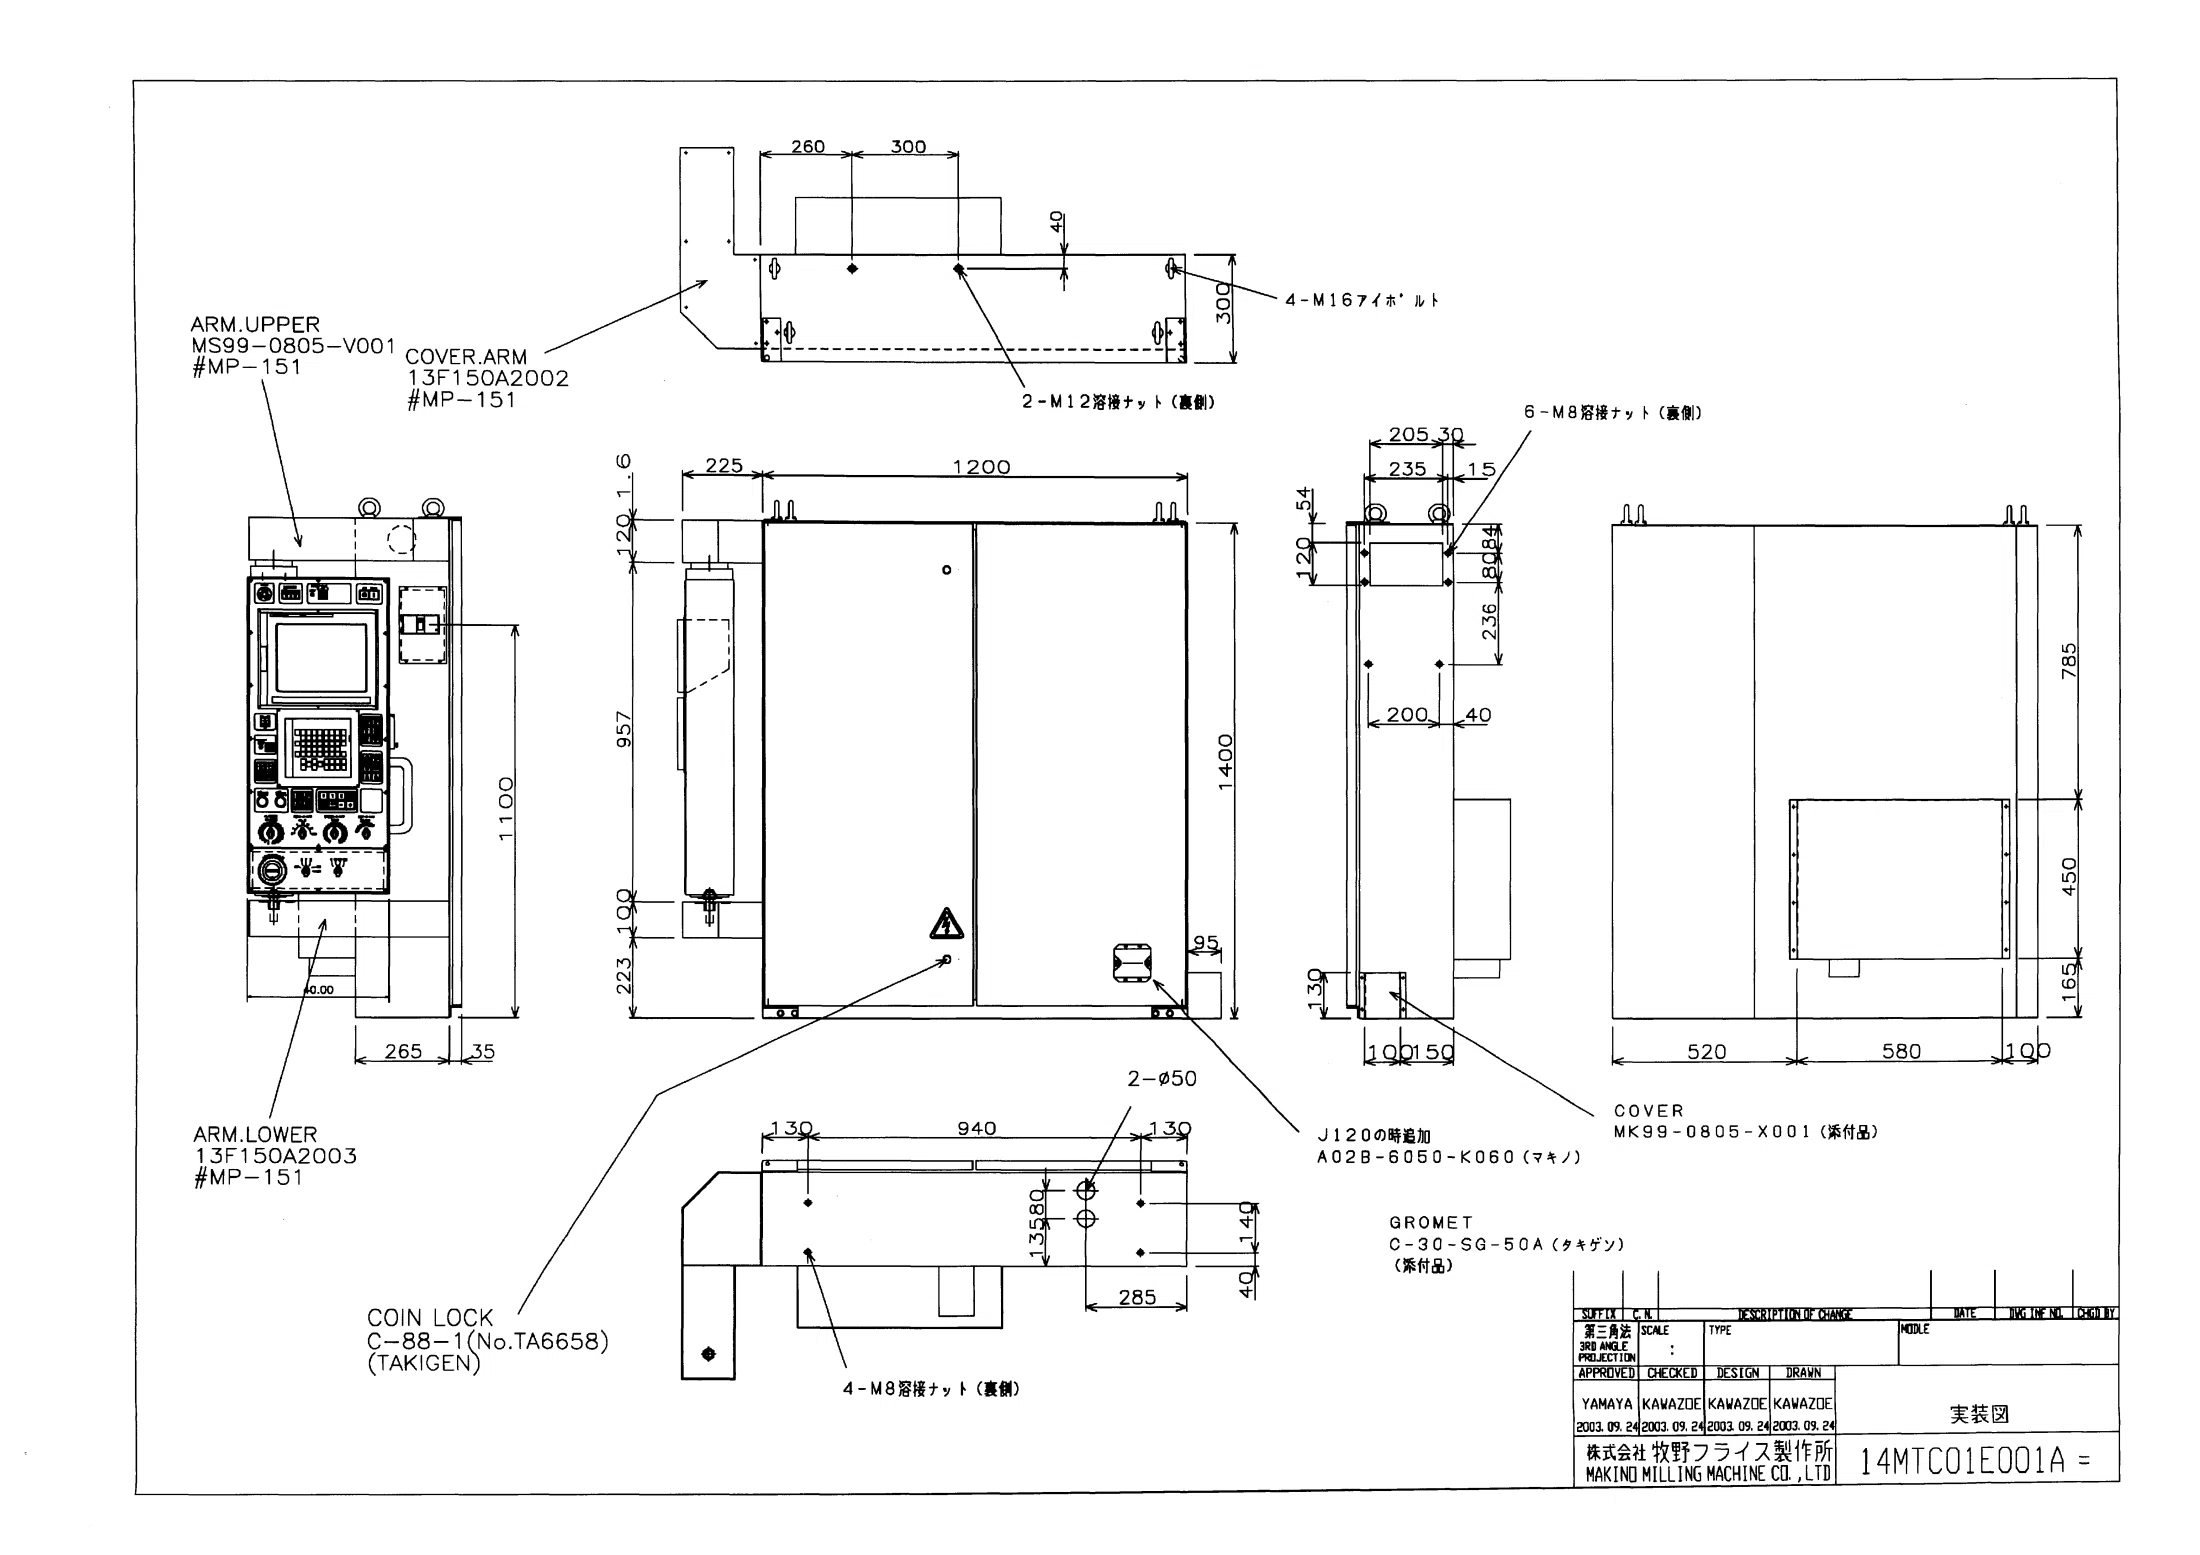 260
300
40
300
4-M16アイボルト
ARM.UPPER
MS99-0805-V001
#MP-151
COVER.ARM
13F150A2002
#MP-151
2-M12溶接ナット(裏側)
6-M8溶接ナット(裏側)
1.6
120
957
100
223
225
1200
1400
95
205
30
235
15
54
120
84
80
236
200
40
130
100
150
785
450
165
520
580
100
1100
40.00
265
35
ARM.LOWER
13F150A2003
#MP-151
2-ø50
130
940
130
80
135
140
40
285
J120の時追加
A02B-6050-K060(マキノ)
COVER
MK99-0805-X001(添付品)
GROMET
C-30-SG-50A(タキゲン)
(添付品)
COIN LOCK
C-88-1(No.TA6658)
(TAKIGEN)
4-M8溶接ナット(裏側)
SUFFIX C.N. DESCRIPTION OF CHANGE DATE DWG INF NO. CHGD BY
第三角法
3RD ANGLE
PROJECTION
SCALE
:
TYPE
MODLE
APPROVED CHECKED DESIGN DRAWN
YAMAYA KAWAZOE KAWAZOE KAWAZOE
2003.09.24 2003.09.24 2003.09.24 2003.09.24
実装図
株式会社 牧野フライス製作所
MAKINO MILLING MACHINE CO.,LTD
14MTC01E001A =